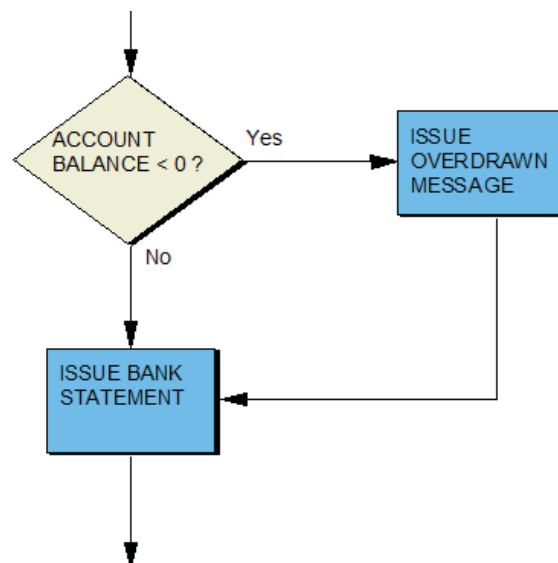 ACCOUNT
BALANCE < 0 ?
Yes
ISSUE
OVERDRAWN
MESSAGE
No
ISSUE BANK
STATEMENT